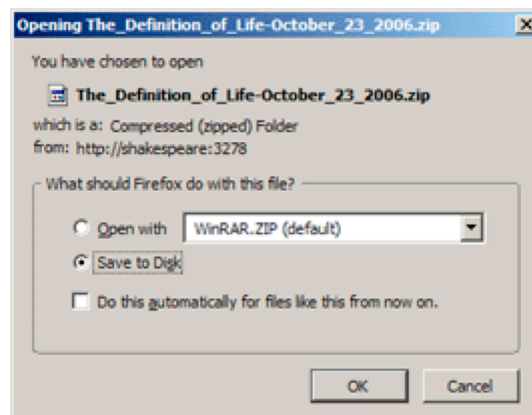 Opening The_Definition_of_Life-October_23_2006.zip
You have chosen to open
The_Definition_of_Life-October_23_2006.zip
which is a: Compressed (zipped) Folder
from: http://shakespeare:3278
What should Firefox do with this file?
Open with WinRAR.ZIP (default)
Save to Disk
Do this automatically for files like this from now on.
OK Cancel